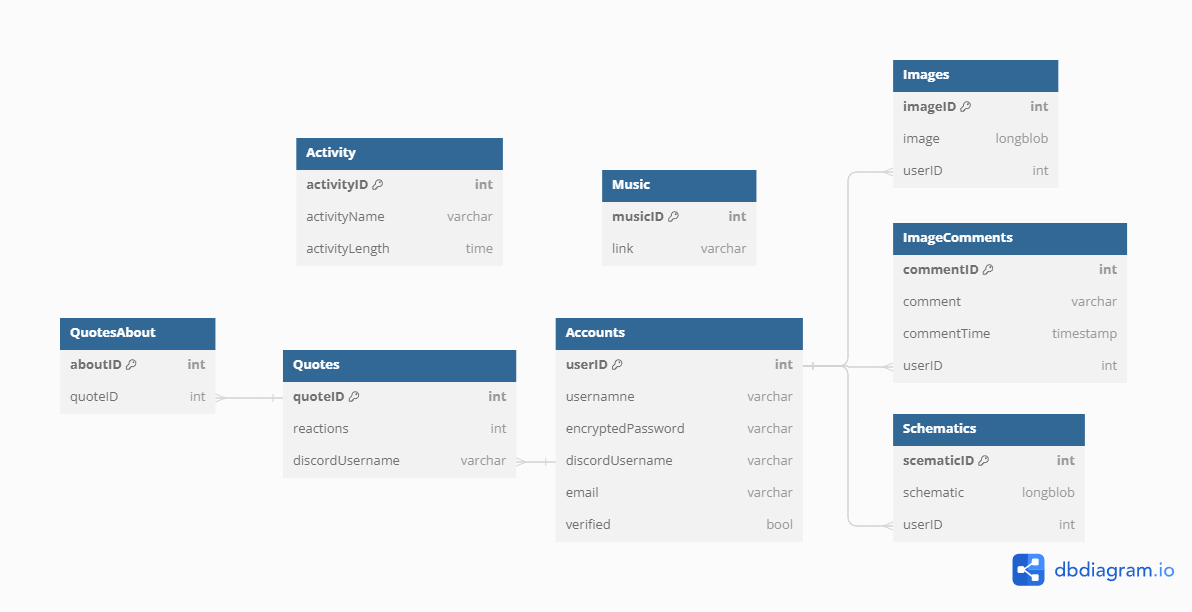 Images
imageID int
image longblob
userID int
Activity
activityID int
activityName varchar
activityLength time
Music
musicID int
link varchar
ImageComments
commentID int
comment varchar
commentTime timestamp
userID int
QuotesAbout
aboutID int
quoteID int
Quotes
quoteID int
reactions int
discordUsername varchar
Accounts
userID int
usernamne varchar
encryptedPassword varchar
discordUsername varchar
email varchar
verified bool
Schematics
scematicID int
schematic longblob
userID int
dbdiagram.io